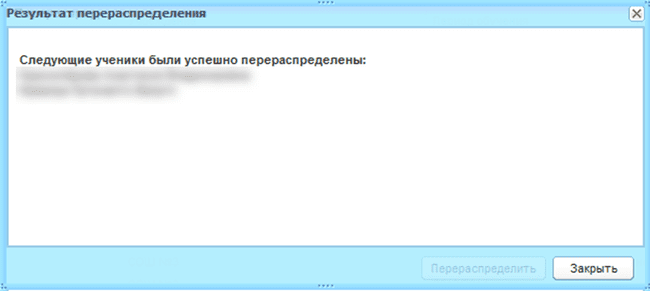 Результат перераспределения
Следующие ученики были успешно перераспределены:
Перераспределить
Закрыть